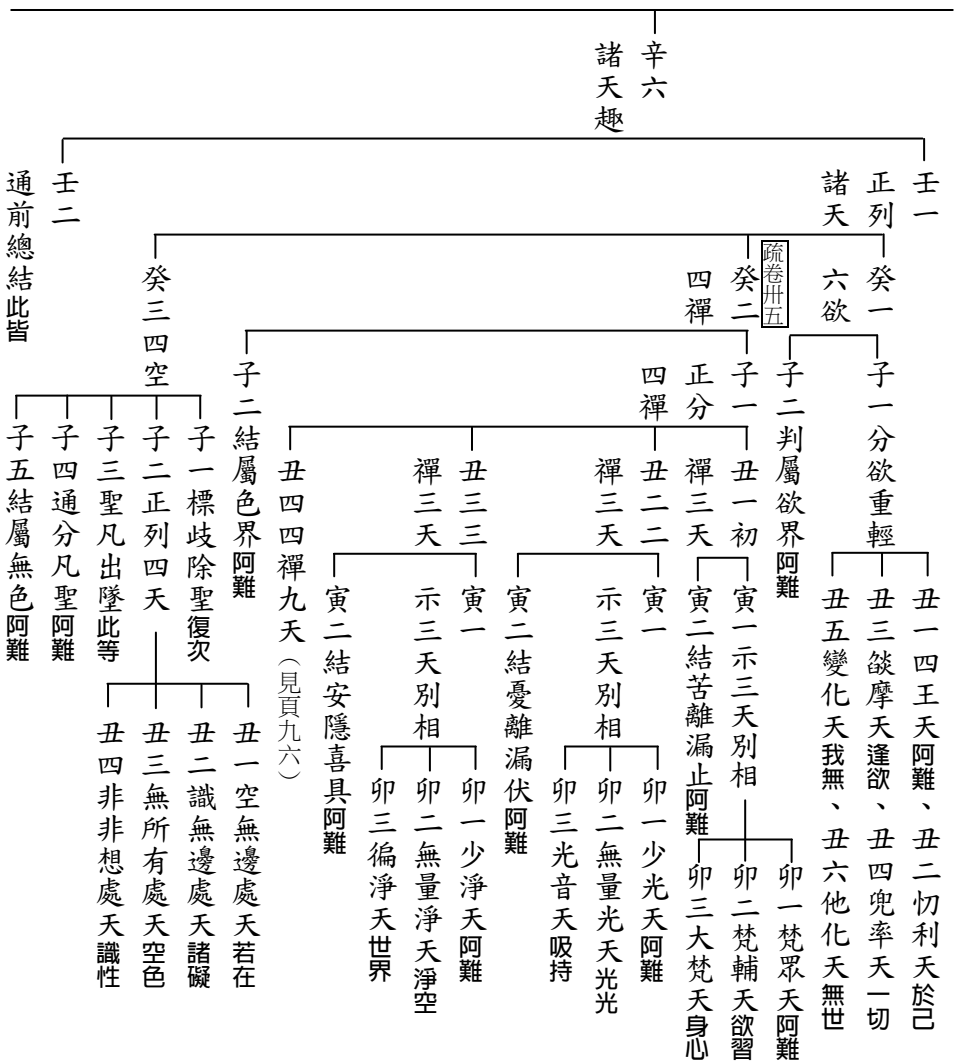 辛六
諸天趣
壬一
正列
諸天
癸一
六欲
子一分欲重輕
丑一四王天阿難、丑二忉利天於己
丑三燄摩天逢欲、丑四兜率天一切
丑五變化天我無、丑六他化天無世
子二判屬欲界阿難
疏卷卅五
癸二
四禪
子一
正分
四禪
丑一初
禪三天
寅一示三天別相
卯一梵眾天阿難
卯二梵輔天欲習
卯三大梵天身心
寅二結苦離漏止阿難
丑二二
禪三天
寅一
示三天別相
卯一少光天阿難
卯二無量光天光光
卯三光音天吸持
寅二結憂離漏伏阿難
丑三三
禪三天
寅一
示三天別相
卯一少淨天阿難
卯二無量淨天淨空
卯三徧淨天世界
寅二結安隱喜具阿難
丑四四禪九天（見頁九六）
子二結屬色界阿難
癸三四空
子一標歧除聖復次
子二正列四天
丑一空無邊處天若在
丑二識無邊處天諸礙
丑三無所有處天空色
丑四非非想處天識性
子三聖凡出墜此等
子四通分凡聖阿難
子五結屬無色阿難
壬二
通前總結此皆